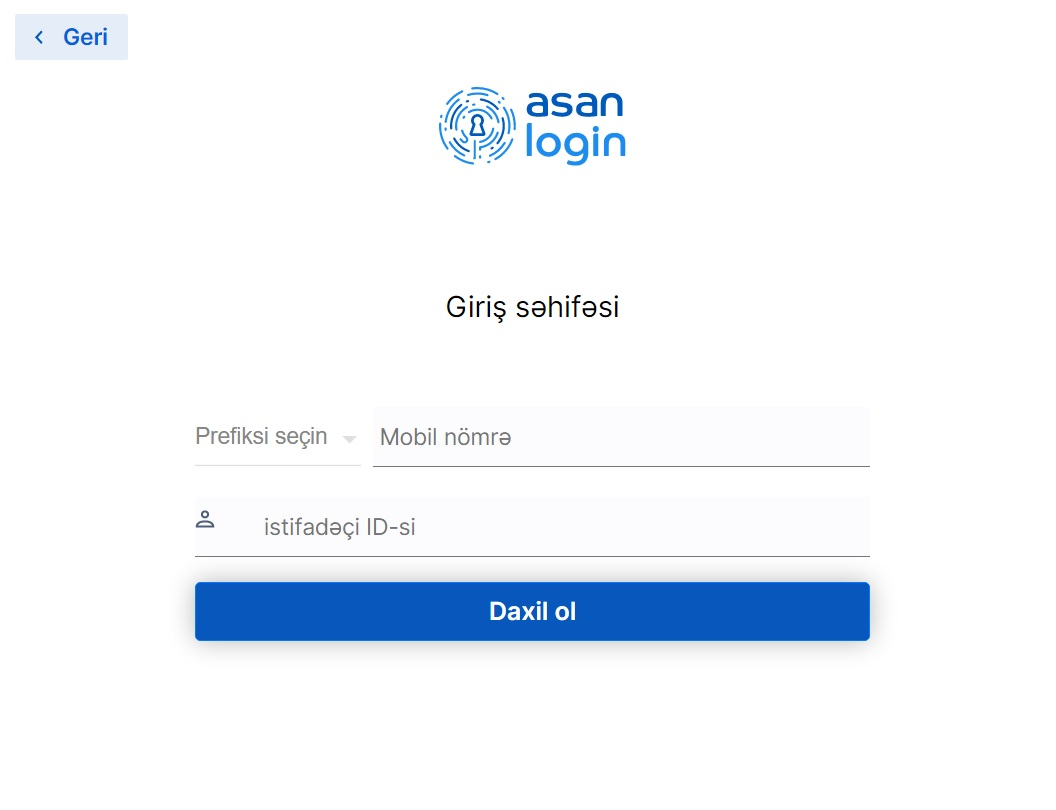 Geri
asan
login
Giriş səhifəsi
Prefiksi seçin
Mobil nömrə
istifadəçi ID-si
Daxil ol